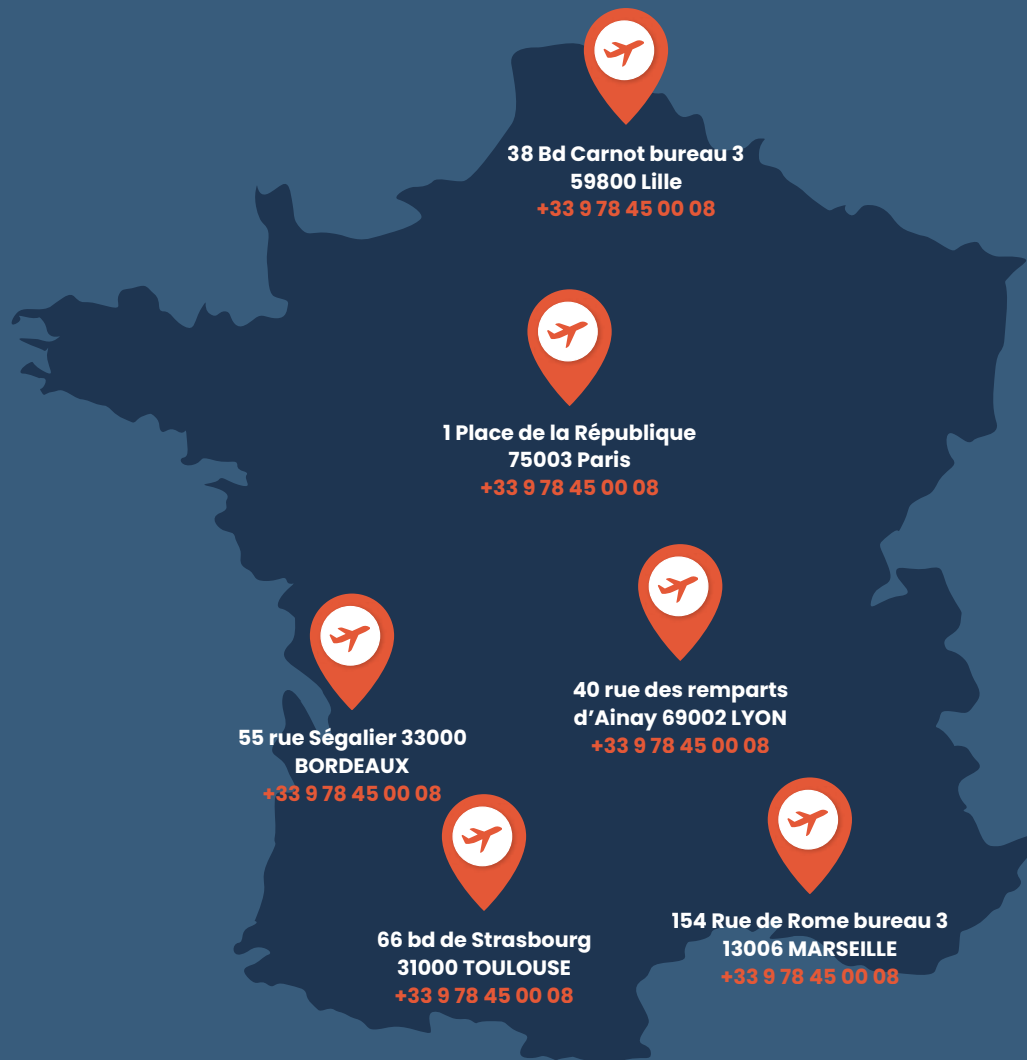 38 Bd Carnot bureau 3
59800 Lille
+33 9 78 45 00 08
1 Place de la République
75003 Paris
+33 9 78 45 00 08
40 rue des remparts
d’Ainay 69002 LYON
+33 9 78 45 00 08
55 rue Ségalier 33000
BORDEAUX
+33 9 78 45 00 08
154 Rue de Rome bureau 3
13006 MARSEILLE
+33 9 78 45 00 08
66 bd de Strasbourg
31000 TOULOUSE
+33 9 78 45 00 08